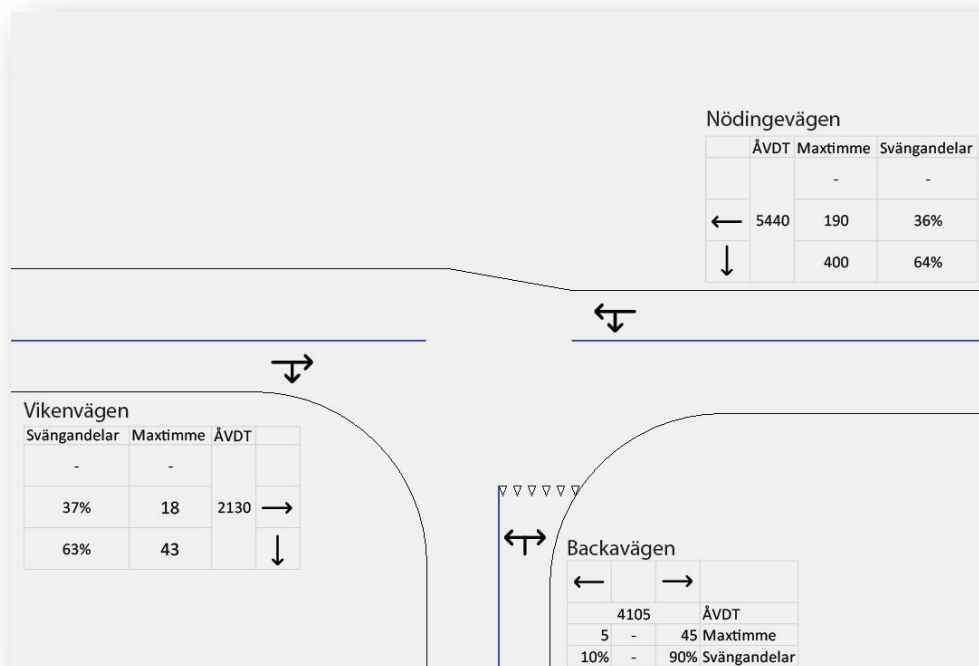 Nödingevägen
ÅVDT Maxtimme Svängandelar
- -
← 5440 190 36%
↓ 400 64%
Vikenvägen
Svängandelar Maxtimme ÅVDT
- -
37% 18 2130 →
63% 43 ↓
Backavägen
← →
4105 ÅVDT
5 - 45 Maxtimme
10% - 90% Svängandelar